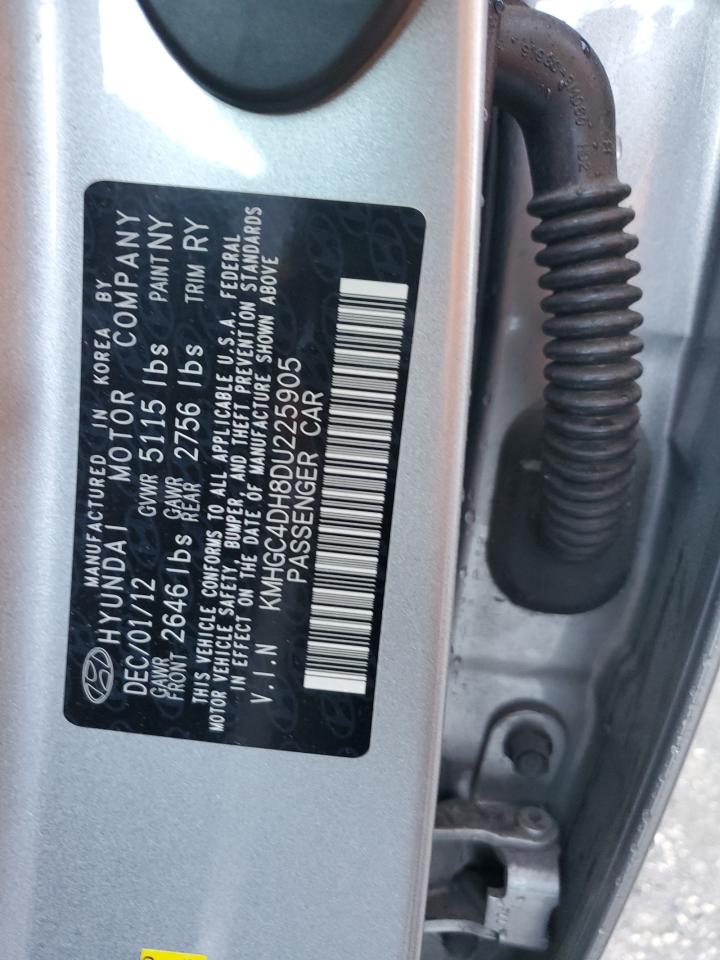 MANUFACTURED IN KOREA BY
HYUNDAI MOTOR COMPANY
DEC/01/12 GVWR 5115 lbs PAINT NY
GAWR FRONT 2646 lbs GAWR REAR 2756 lbs TRIM RY
THIS VEHICLE CONFORMS TO ALL APPLICABLE U.S.A. FEDERAL
MOTOR VEHICLE SAFETY, BUMPER, AND THEFT PREVENTION STANDARDS
IN EFFECT ON THE DATE OF MANUFACTURE SHOWN ABOVE
V.I.N KMHGC4DH8DU225905
PASSENGER CAR